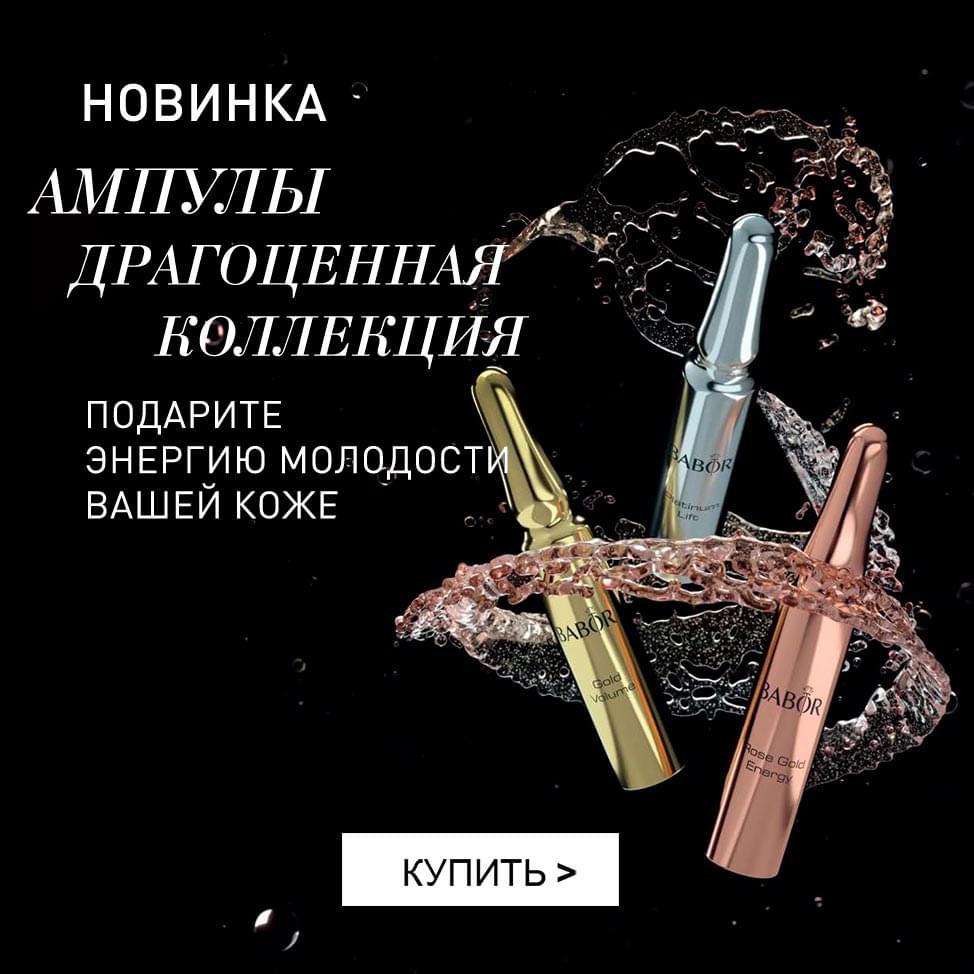 НОВИНКА
АМПУЛЫ
ДРАГОЦЕННАЯ
КОЛЛЕКЦИЯ
ПОДАРИТЕ
ЭНЕРГИЮ МОЛОДОСТИ
ВАШЕЙ КОЖЕ
BABOR
Platinum
Lift
BABOR
Gold
Volume
BABOR
Rose Gold
Energy
КУПИТЬ >